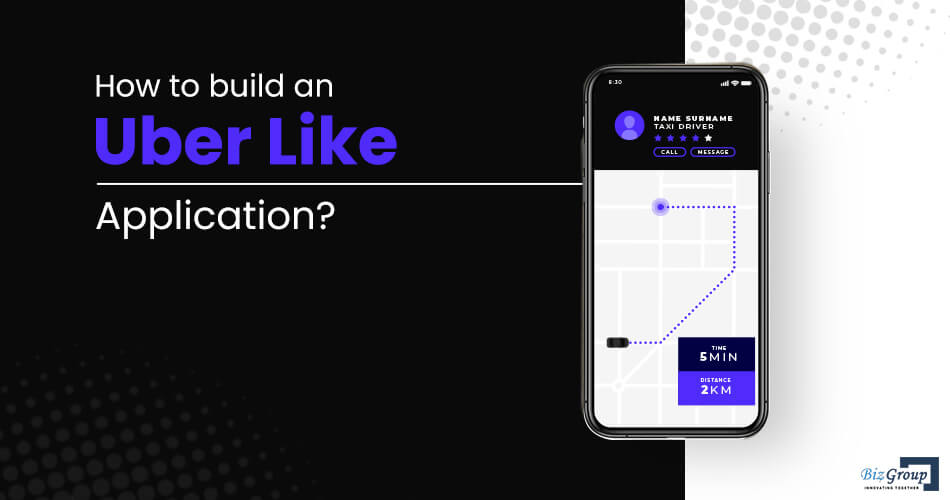 How to build an
Uber Like
Application?
8:30
NAME SURNAME
TAXI DRIVER
CALL MESSAGE
TIME
5MIN
DISTANCE
2KM
BizGroup
INNOVATING TOGETHER